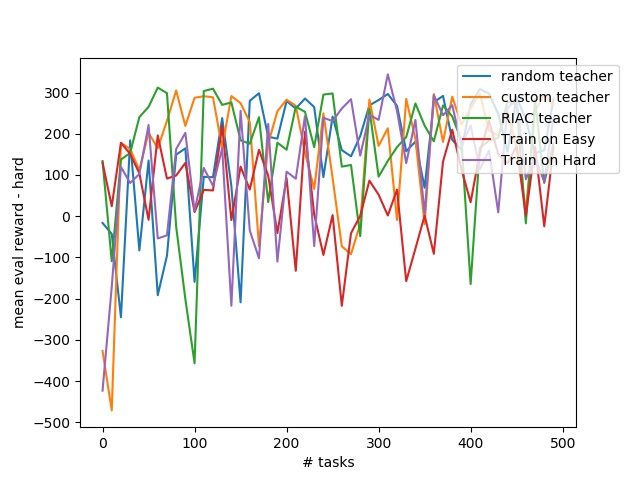 300
200
100
0
−100
−200
−300
−400
−500
mean eval reward - hard
random teacher
custom teacher
RIAC teacher
Train on Easy
Train on Hard
0 100 200 300 400 500
# tasks